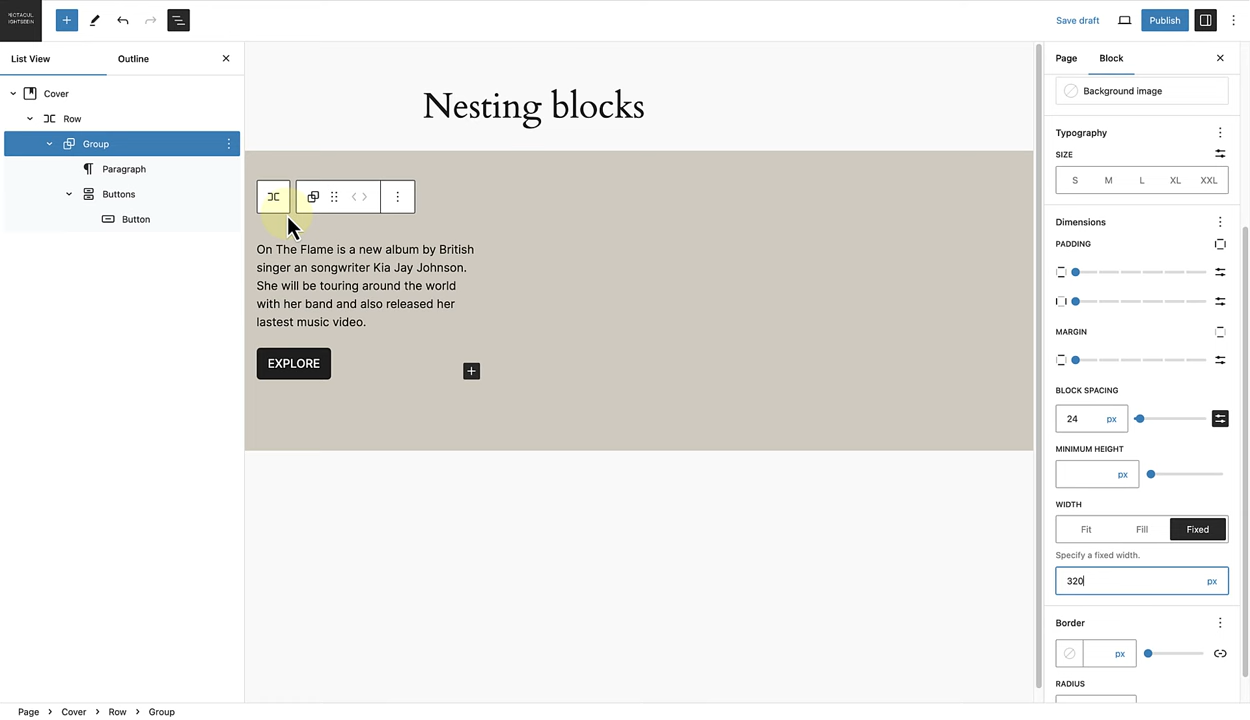 Save draft
Publish
List View
Outline
Page
Block
Cover
Row
Group
Paragraph
Buttons
Button
Nesting blocks
On The Flame is a new album by British
singer an songwriter Kia Jay Johnson.
She will be touring around the world
with her band and also released her
lastest music video.
EXPLORE
Background image
Typography
SIZE
S M L XL XXL
Dimensions
PADDING
MARGIN
BLOCK SPACING
24 px
MINIMUM HEIGHT
px
WIDTH
Fit Fill Fixed
Specify a fixed width.
320 px
Border
px
RADIUS
Page > Cover > Row > Group